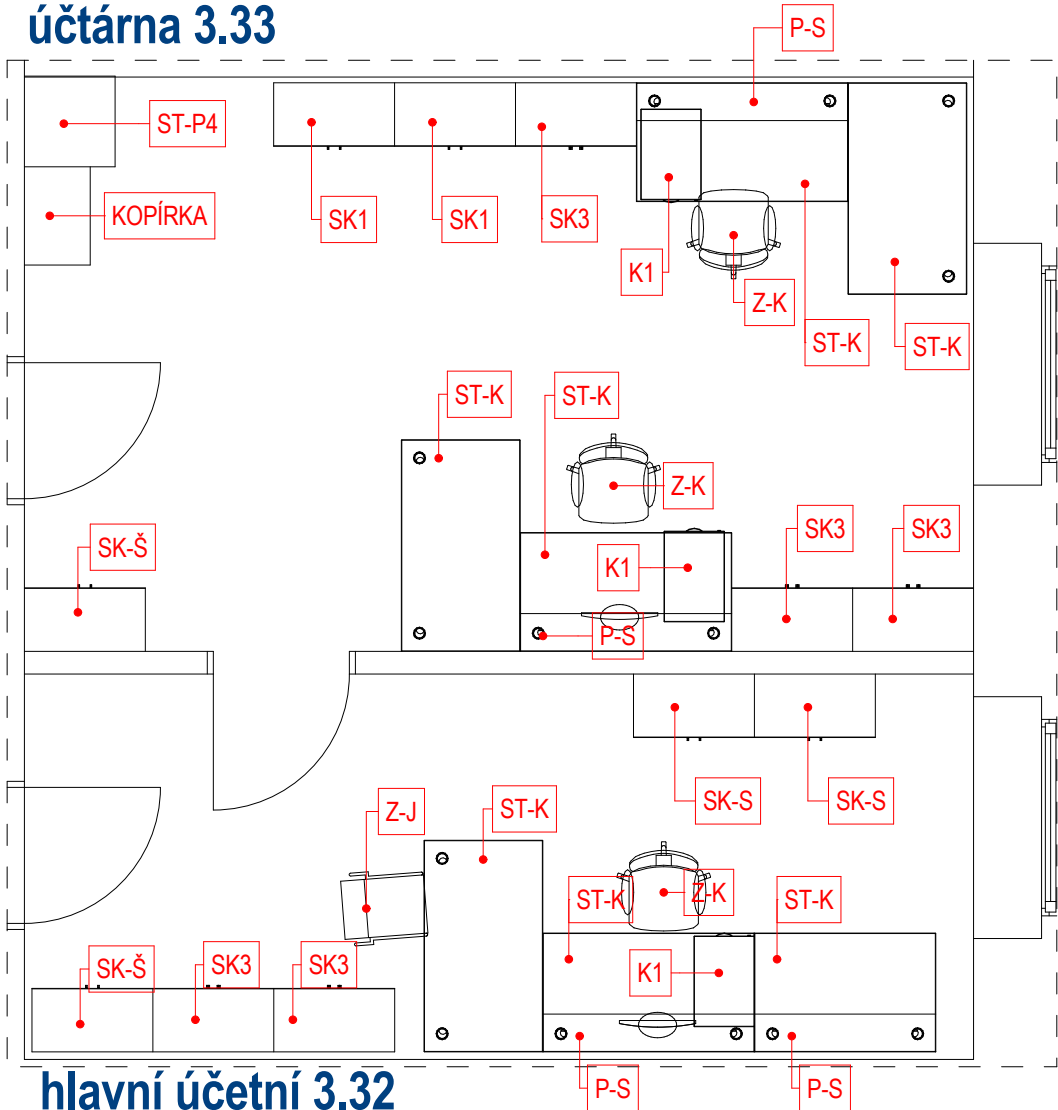 účtárna 3.33
P-S
ST-P4
KOPÍRKA
SK1
SK1
SK3
K1
Z-K
ST-K
ST-K
ST-K
ST-K
Z-K
SK-Š
K1
SK3
SK3
P-S
Z-J
ST-K
SK-S
SK-S
ST-K
Z-K
ST-K
SK-Š
SK3
SK3
K1
P-S
P-S
hlavní účetní 3.32